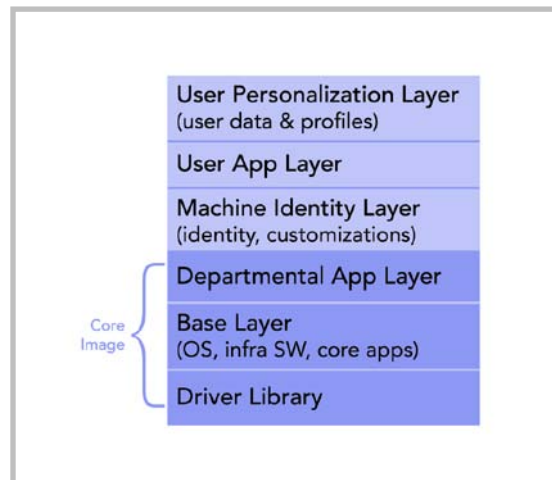 User Personalization Layer
(user data & profiles)
User App Layer
Machine Identity Layer
(identity, customizations)
Departmental App Layer
Core
Image
Base Layer
(OS, infra SW, core apps)
Driver Library